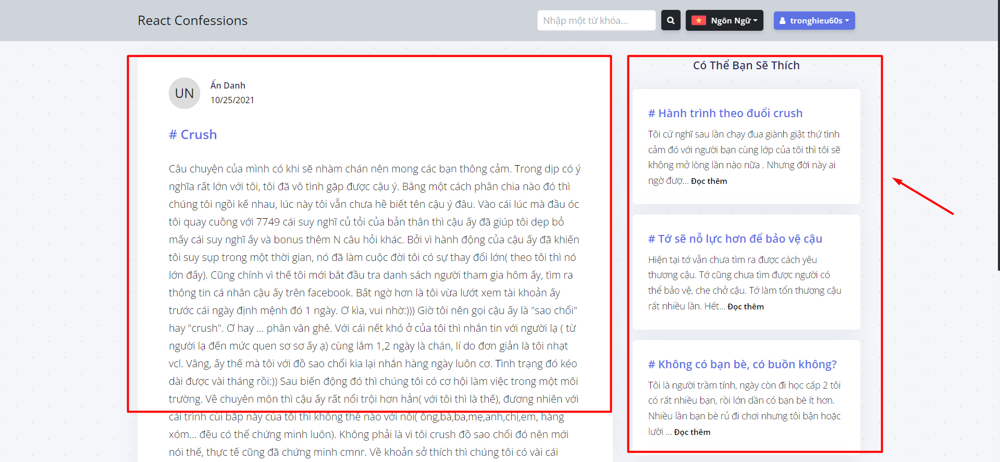 React Confessions
Nhập một từ khóa...
Ngôn Ngữ
tronghieu60s
UN
Ẩn Danh
10/25/2021
# Crush
Câu chuyện của mình có khi sẽ nhàm chán nên mong các bạn thông cảm. Trong dịp có ý
nghĩa rất lớn với tôi, tôi đã vô tình gặp được cậu ý. Bằng một cách phân chia nào đó thì
chúng tôi ngồi kế nhau, lúc này tôi vẫn chưa hề biết tên cậu ý đâu. Vào cái lúc mà đầu óc
tôi quay cuồng với 7749 cái suy nghĩ củ tỏi của bản thân thì cậu ấy đã giúp tôi dẹp bỏ
mấy cái suy nghĩ ấy và bonus thêm N câu hỏi khác. Bởi vì hành động của cậu ấy đã khiến
tôi suy sụp trong một thời gian, nó đã làm cuộc đời tôi có sự thay đổi lớn( theo tôi thì nó
lớn đấy). Cũng chính vì thế tôi mới bắt đầu tra danh sách người tham gia hôm ấy, tìm ra
thông tin cá nhân cậu ấy trên facebook. Bất ngờ hơn là tôi vừa lướt xem tài khoản ấy
trước cái ngày định mệnh đó 1 ngày. Ơ kìa, vui nhờ:))) Giờ tôi nên gọi cậu ấy là "sao chổi"
hay "crush". Ơ hay ... phân vân ghê. Với cái nết khó ở của tôi thì nhắn tin với người lạ ( từ
người lạ đến mức quen sơ sơ ấy ạ) cùng lắm 1,2 ngày là chán, lí do đơn giản là tôi nhạt
vcl. Vâng, ấy thế mà tôi với đồ sao chổi kia lại nhắn hàng ngày luôn cơ. Tình trạng đó kéo
dài được vài tháng rồi:)) Sau biến động đó thì chúng tôi có cơ hội làm việc trong một môi
trường. Về chuyên môn thì cậu ấy rất nổi trội hơn hẳn( với tôi thì là thế), đương nhiên với
cái trình cùi bắp này của tôi thì không thể nào với nổi( ông,bà,ba,mẹ,anh,chị,em, hàng
xóm... đều có thể chứng minh luôn). Không phải là vì tôi crush đồ sao chổi đó nên mới
nói thế, thực tế cũng đã chứng minh cmnr. Về khoản sở thích thì chúng tôi có vài cái
Có Thể Bạn Sẽ Thích
# Hành trình theo đuổi crush
Tôi cứ nghĩ sau lần chạy đua giành giật thứ tình
cảm đó với người bạn cùng lớp của tôi thì tôi sẽ
không mở lòng lần nào nữa . Nhưng đời này ai
ngờ đượ... Đọc thêm
# Tớ sẽ nỗ lực hơn để bảo vệ cậu
Hiện tại tớ vẫn chưa tìm ra được cách yêu
thương cậu. Tớ cũng chưa tìm được người có
thể bảo vệ, che chở cậu. Tớ làm tổn thương cậu
rất nhiều lần. Hết... Đọc thêm
# Không có bạn bè, có buồn không?
Tôi là người trầm tính, ngày còn đi học cấp 2 tôi
có rất nhiều bạn, rồi lớn dần có bạn bè ít hơn.
Nhiều lần bạn bè rủ đi chơi nhưng tôi bận hoặc
lười ... Đọc thêm